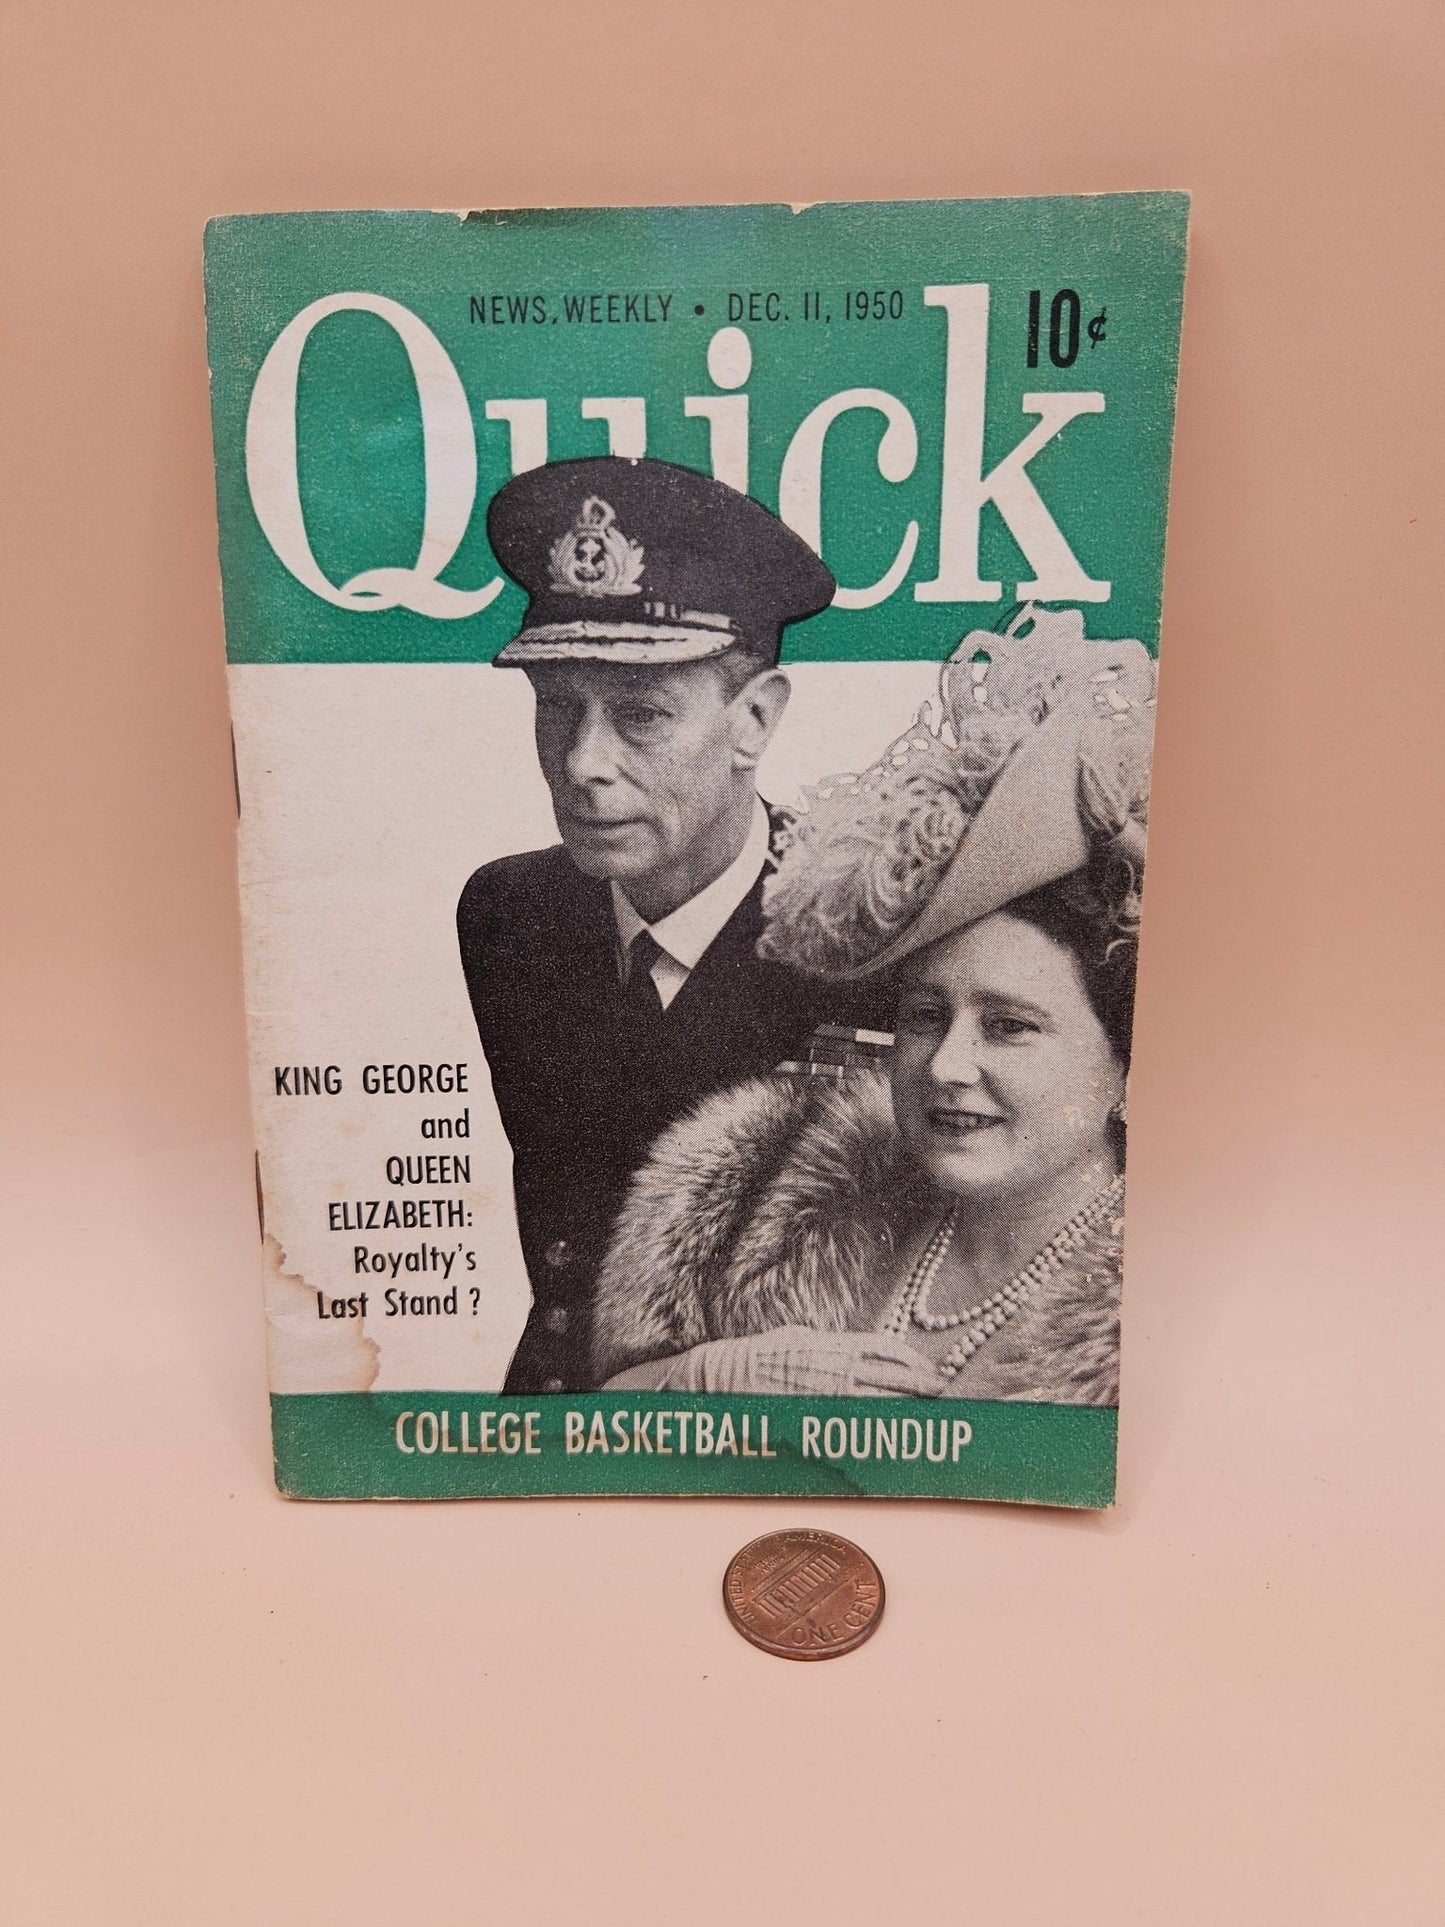 NEWS, WEEKLY • DEC. 11, 1950
10¢
Quick
KING GEORGE
and
QUEEN
ELIZABETH:
Royalty's
Last Stand ?
COLLEGE BASKETBALL ROUNDUP
UNITED STATES OF AMERICA
ONE CENT